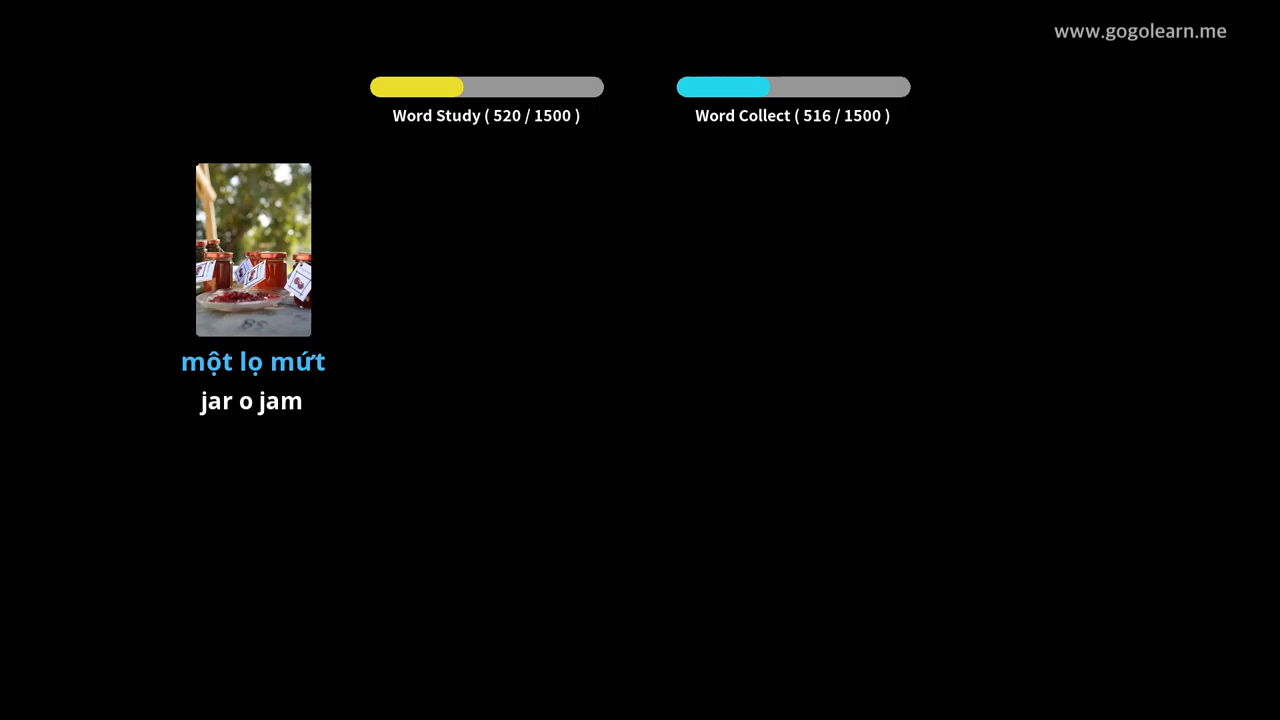 www.gogolearn.me
Word Study ( 520 / 1500 )
Word Collect ( 516 / 1500 )
một lọ mứt
jar o jam